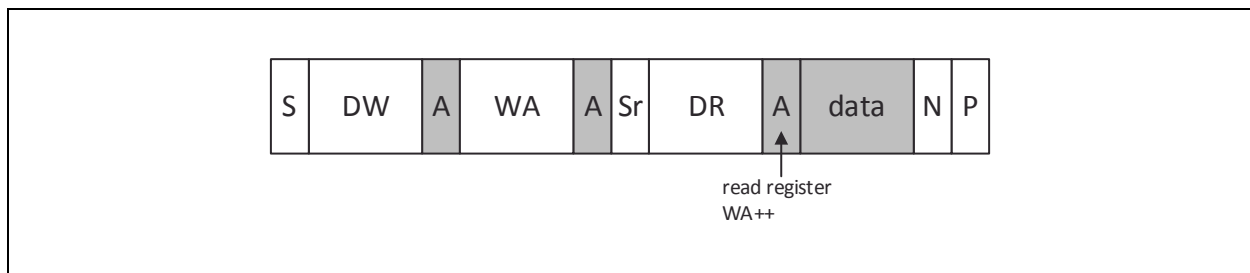 S DW A WA A Sr DR A data N P
read register
WA++